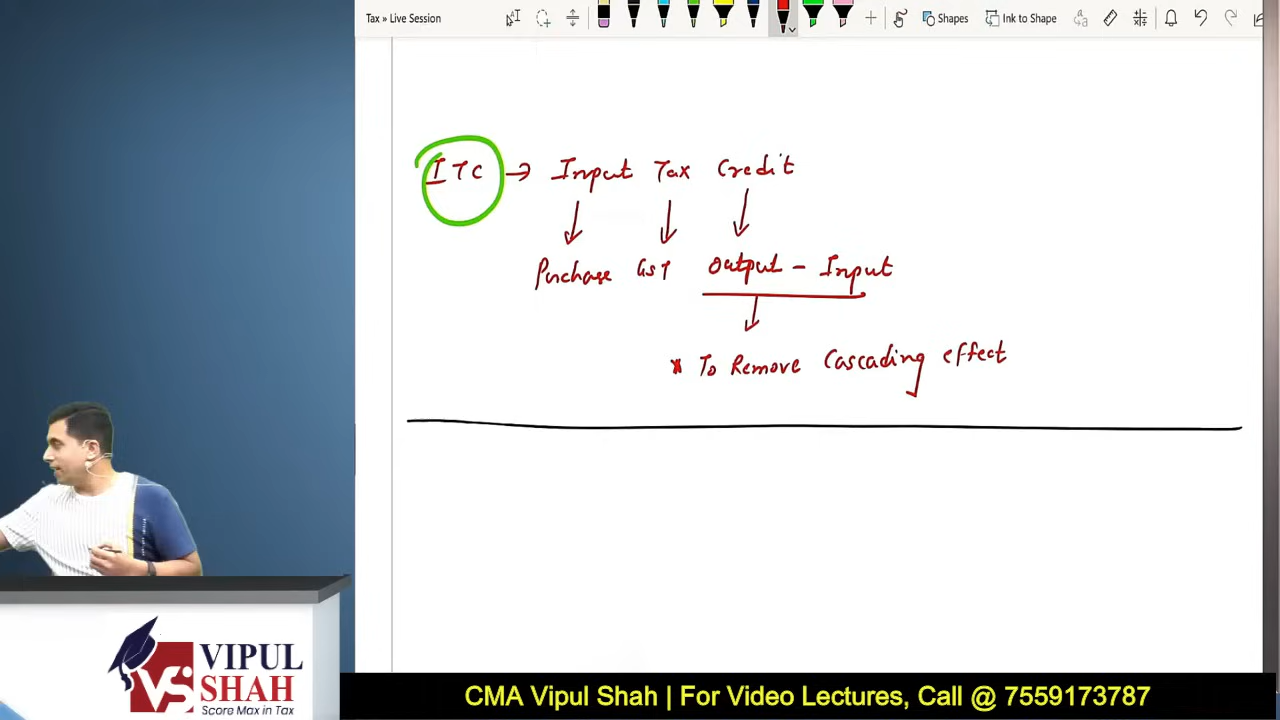 Tax » Live Session
Shapes
Ink to Shape
ITC → Input Tax Credit
Purchase GST Output - Input
* To Remove Cascading effect
VS
VIPUL
SHAH
Score Max in Tax
CMA Vipul Shah | For Video Lectures, Call @ 7559173787